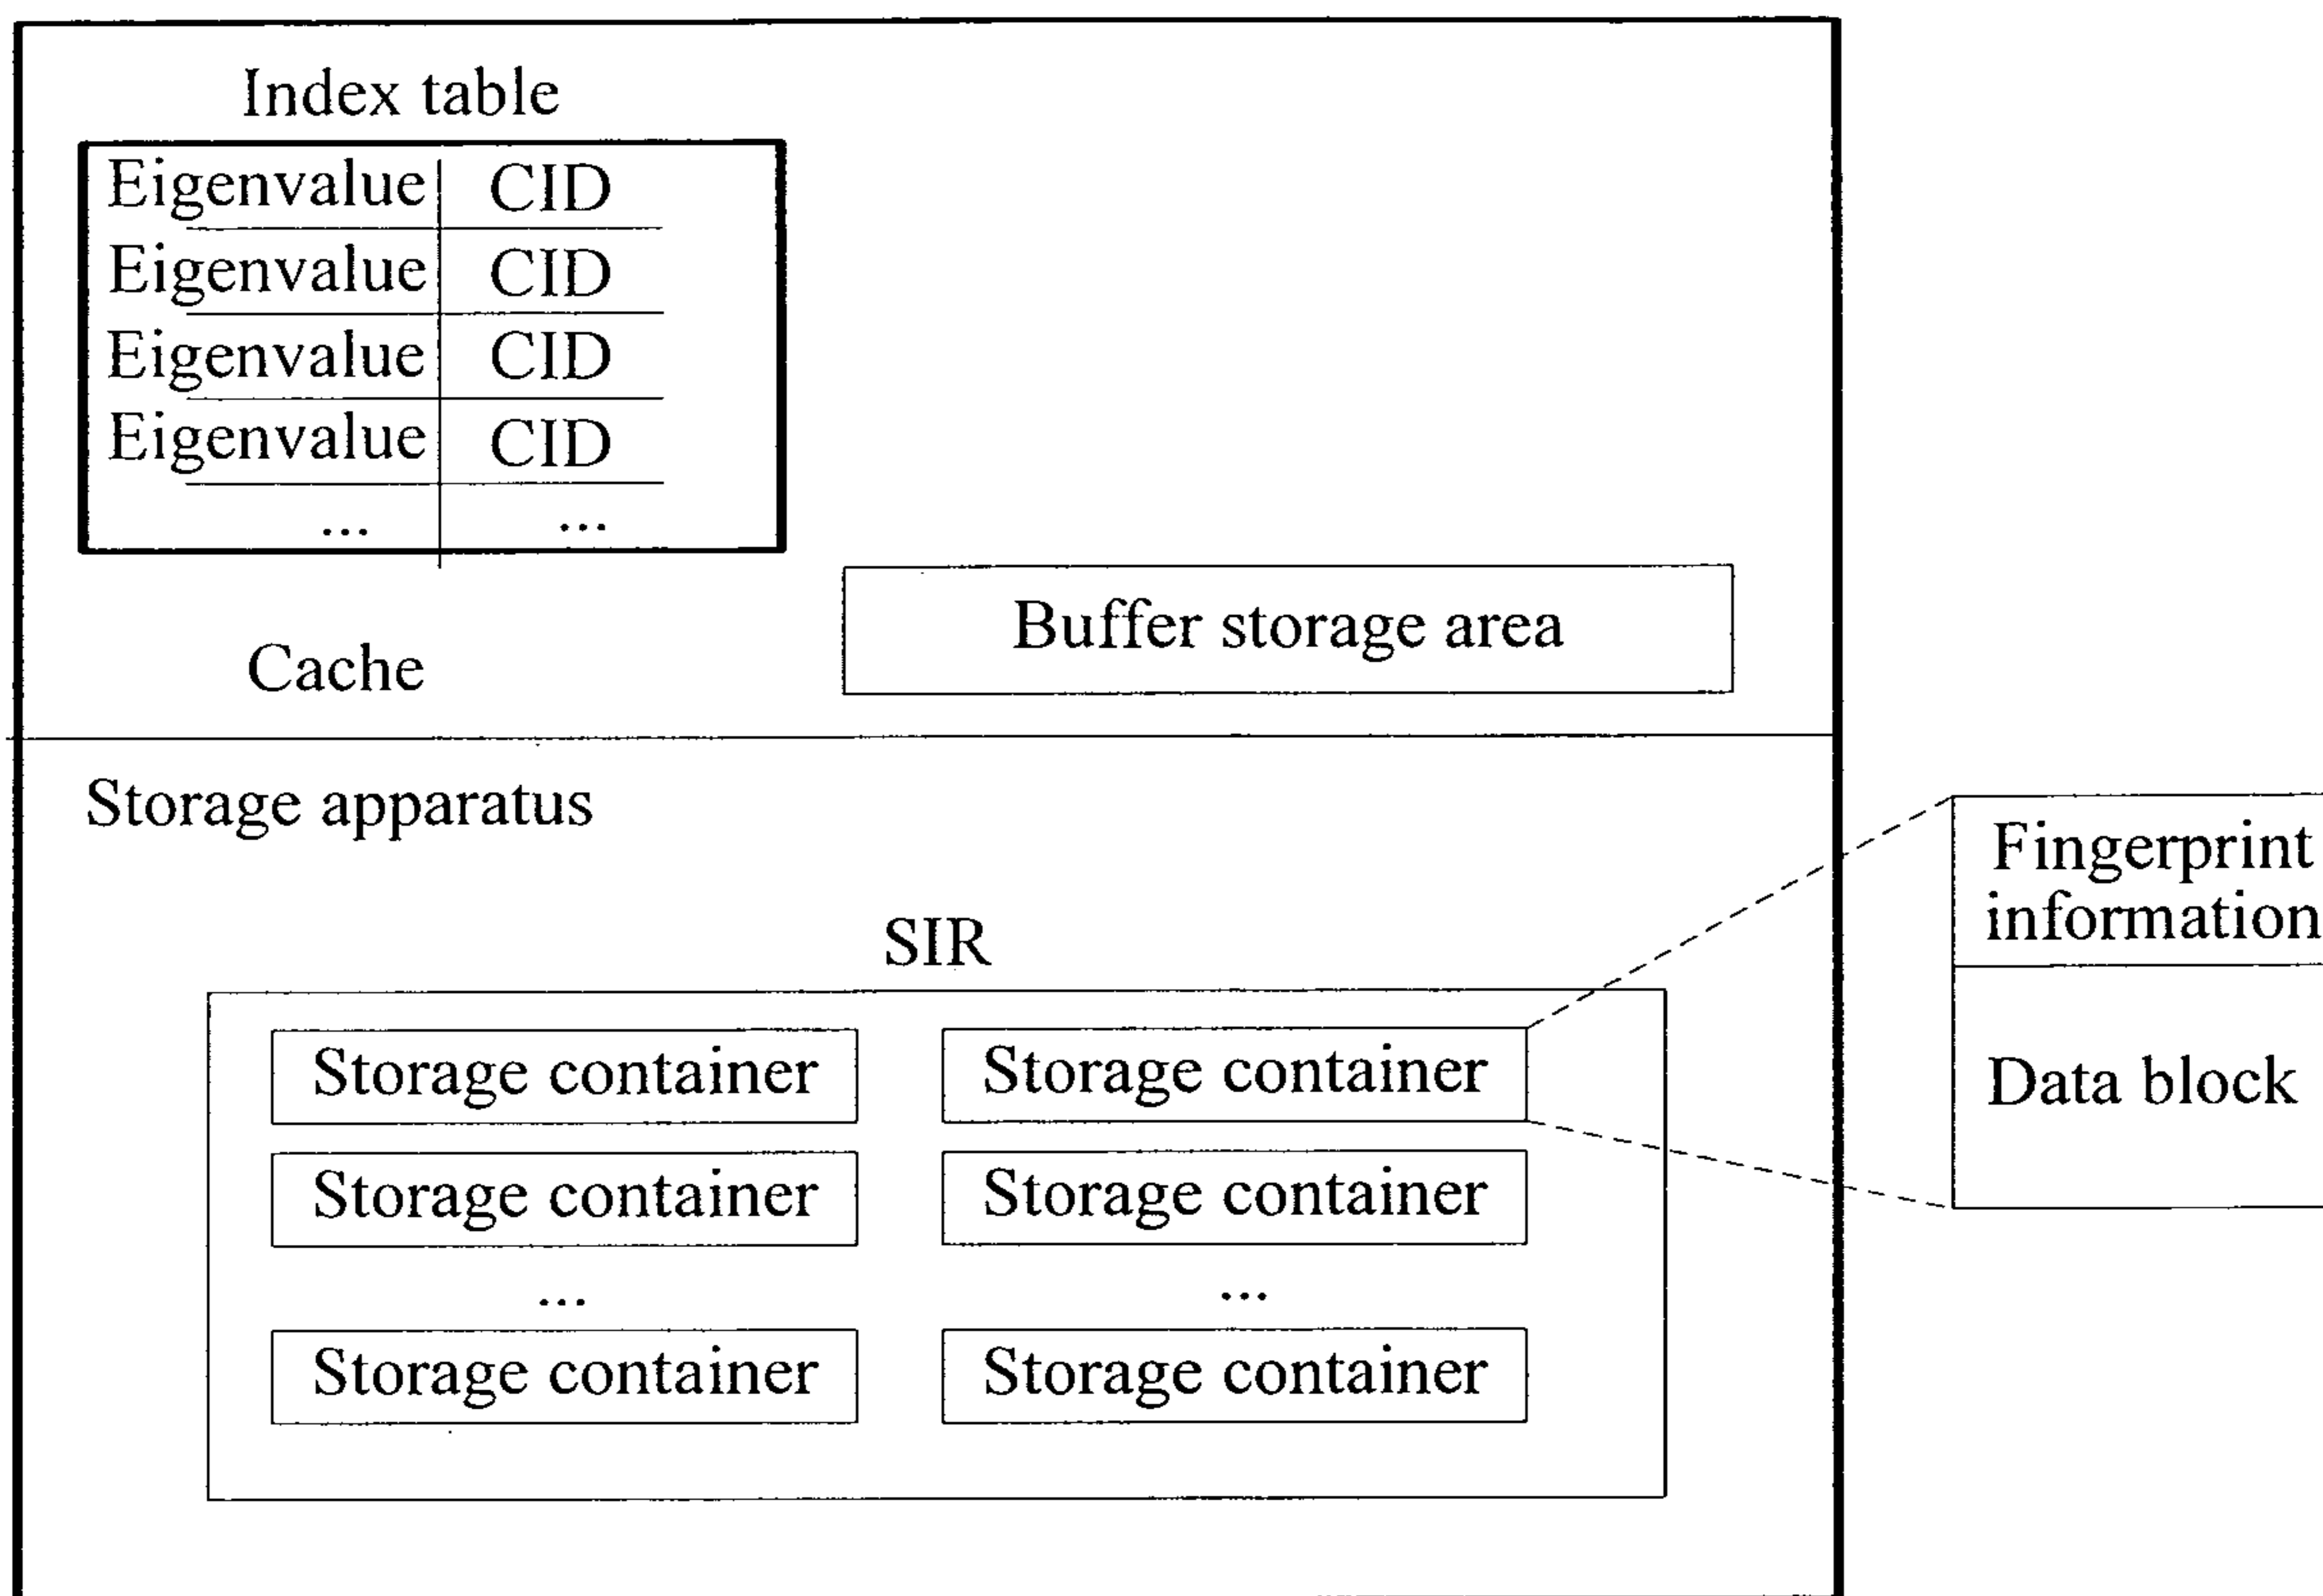 Index table
Eigenvalue CID
Eigenvalue CID
Eigenvalue CID
Eigenvalue CID
... ...
Buffer storage area
Cache
Storage apparatus
Fingerprint
information
SIR
Storage container Storage container
Data block
Storage container Storage container
... ...
Storage container Storage container